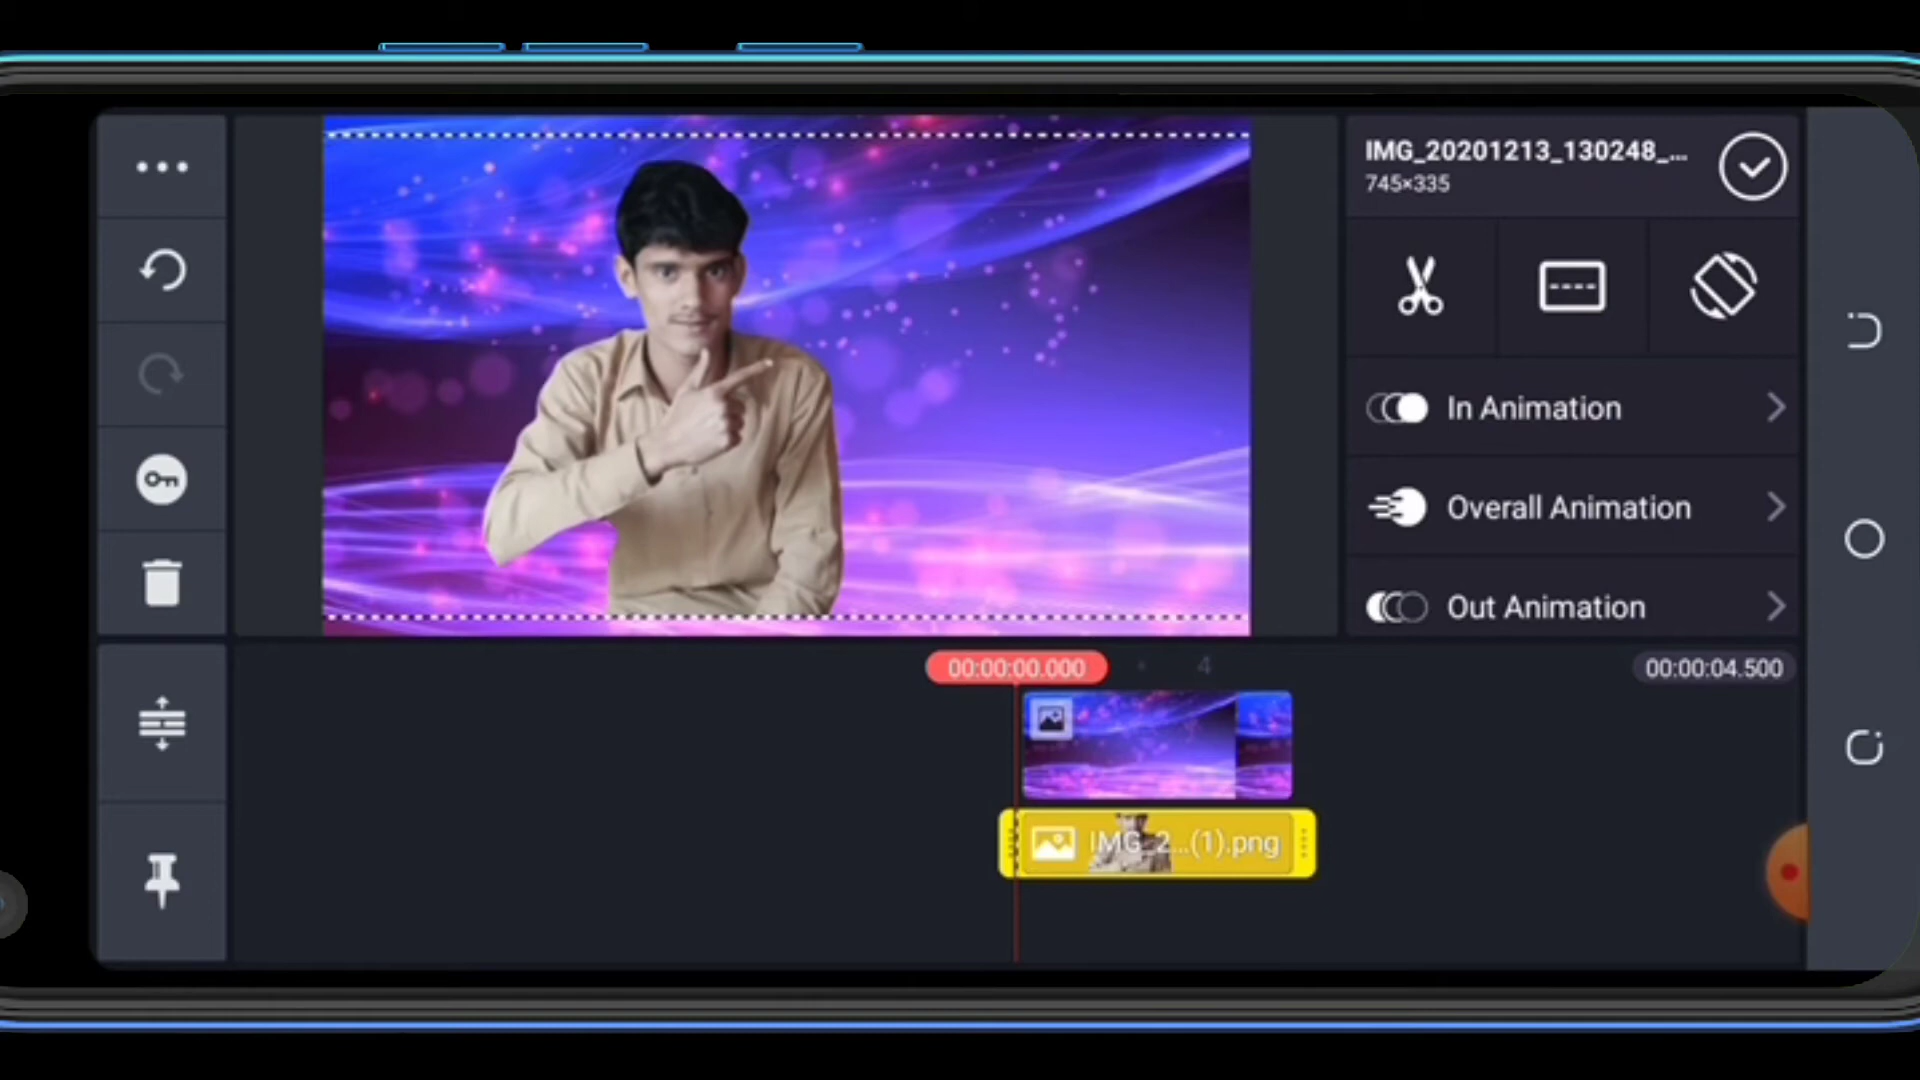 IMG_20201213_130248_...
745×335
In Animation
Overall Animation
Out Animation
00:00:00.000
4
00:00:04.500
IMG_2...(1).png